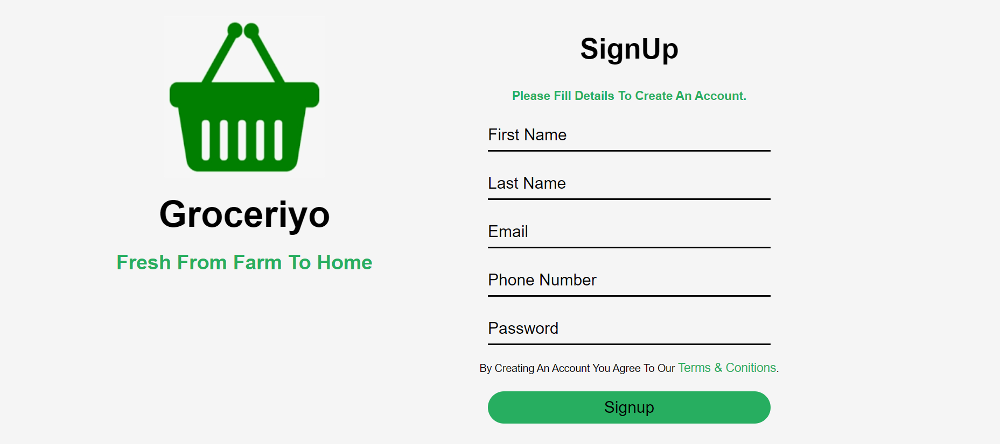 Groceriyo
Fresh From Farm To Home
SignUp
Please Fill Details To Create An Account.
First Name
Last Name
Email
Phone Number
Password
By Creating An Account You Agree To Our Terms & Conitions.
Signup